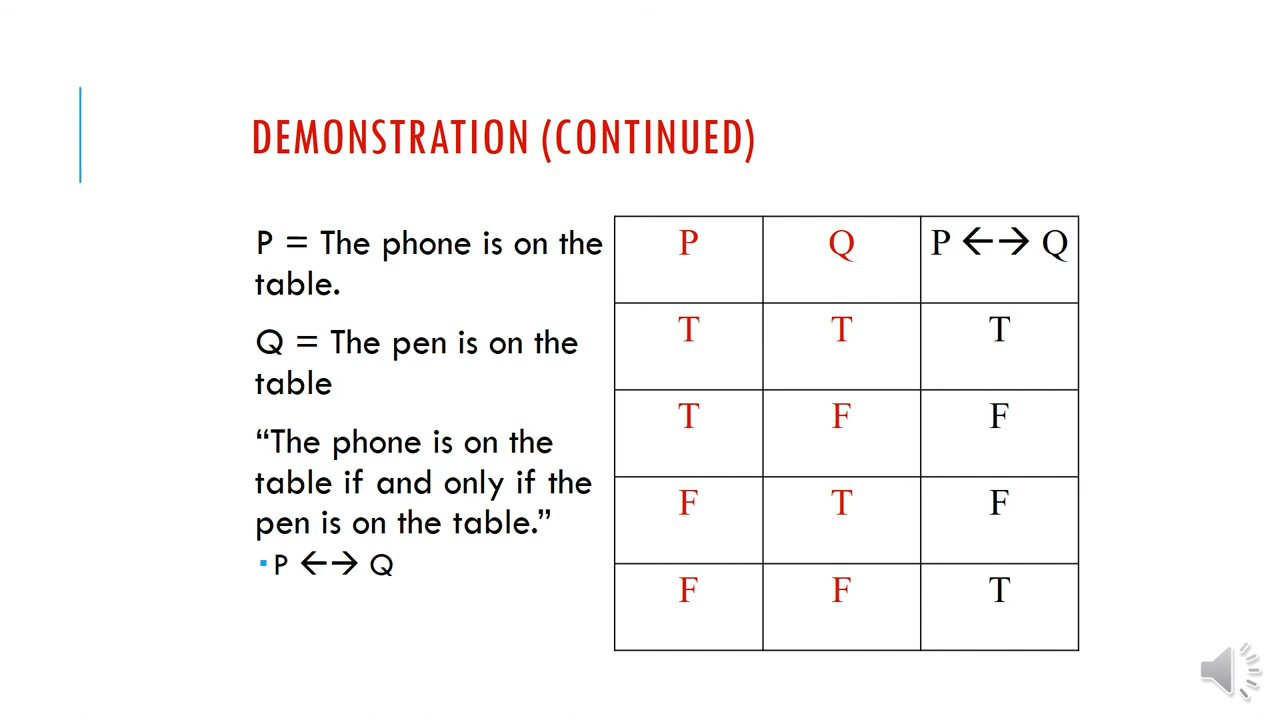 DEMONSTRATION (CONTINUED)
P = The phone is on the
table.
Q = The pen is on the
table
“The phone is on the
table if and only if the
pen is on the table.”
▪ P ←→ Q
P Q P ←→ Q
T T T
T F F
F T F
F F T